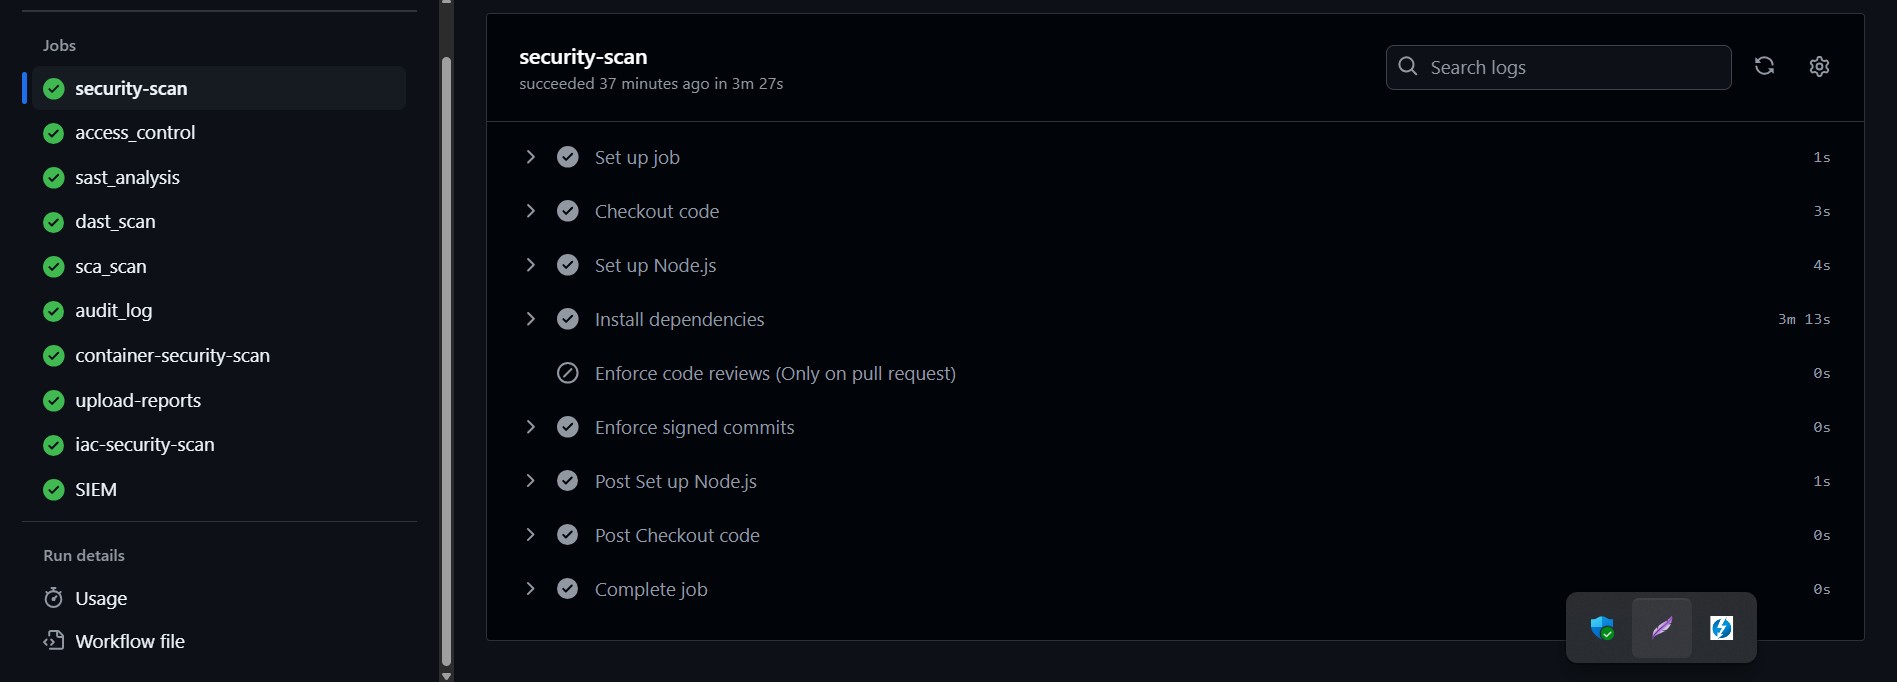 Jobs
security-scan
access_control
sast_analysis
dast_scan
sca_scan
audit_log
container-security-scan
upload-reports
iac-security-scan
SIEM
Run details
Usage
Workflow file
security-scan
succeeded 37 minutes ago in 3m 27s
Search logs
Set up job 1s
Checkout code 3s
Set up Node.js 4s
Install dependencies 3m 13s
Enforce code reviews (Only on pull request) 0s
Enforce signed commits 0s
Post Set up Node.js 1s
Post Checkout code 0s
Complete job 0s